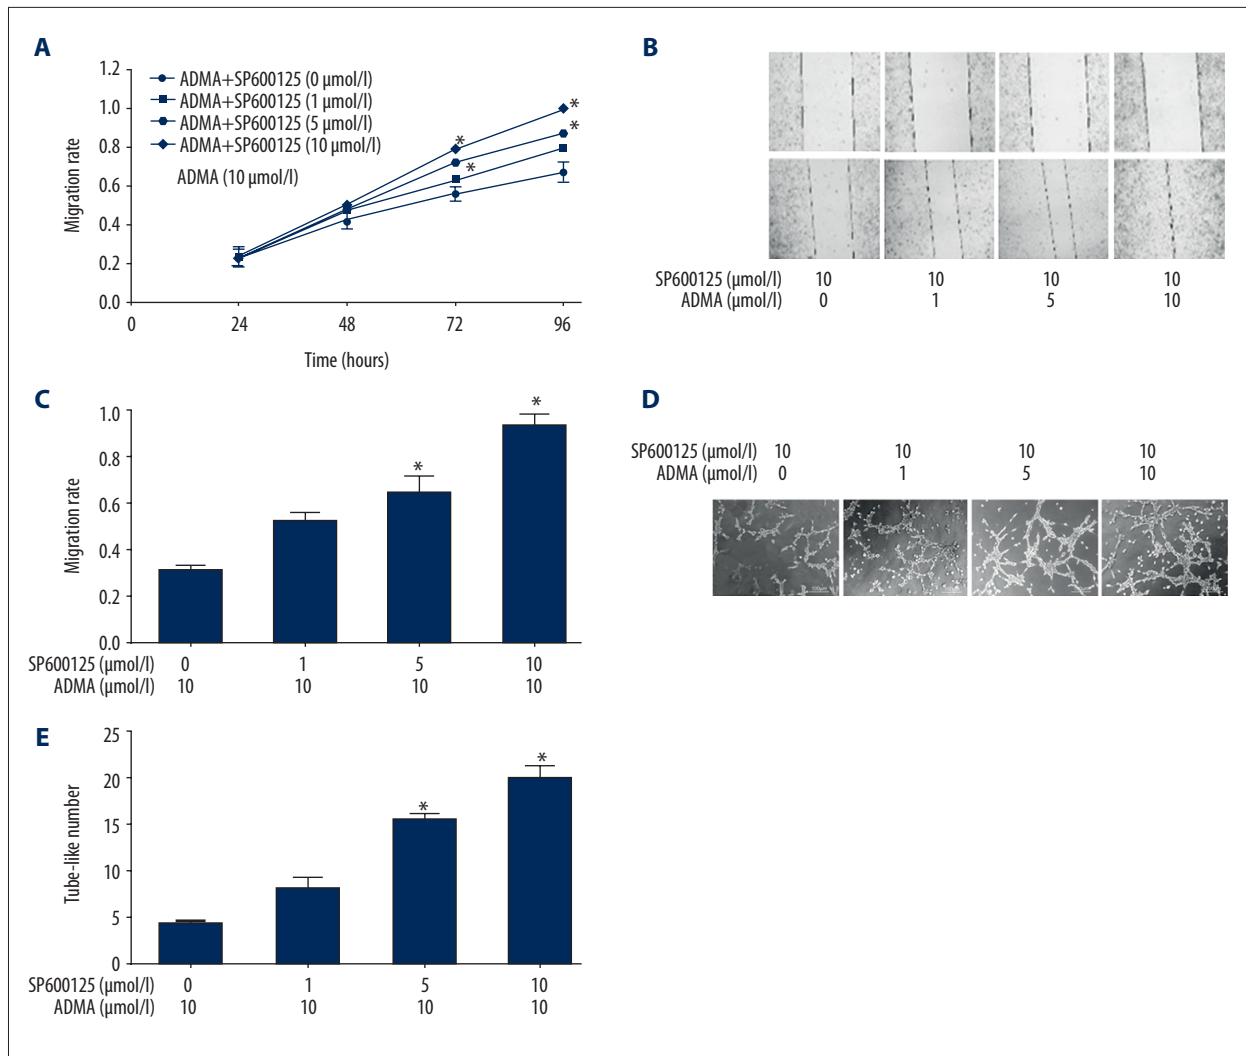 A
Migration rate
1.2
1.0
0.8
0.6
0.4
0.2
0.0
ADMA+SP600125 (0 µmol/l)
ADMA+SP600125 (1 µmol/l)
ADMA+SP600125 (5 µmol/l)
ADMA+SP600125 (10 µmol/l)
ADMA (10 µmol/l)
*
*
*
*
0 24 48 72 96
Time (hours)
B
SP600125 (µmol/l) 10 10 10 10
ADMA (µmol/l) 0 1 5 10
C
Migration rate
1.0
0.8
0.6
0.4
0.2
0.0
*
*
SP600125 (µmol/l) 0 1 5 10
ADMA (µmol/l) 10 10 10 10
D
SP600125 (µmol/l) 10 10 10 10
ADMA (µmol/l) 0 1 5 10
E
Tube-like number
25
20
15
10
5
0
*
*
SP600125 (µmol/l) 0 1 5 10
ADMA (µmol/l) 10 10 10 10